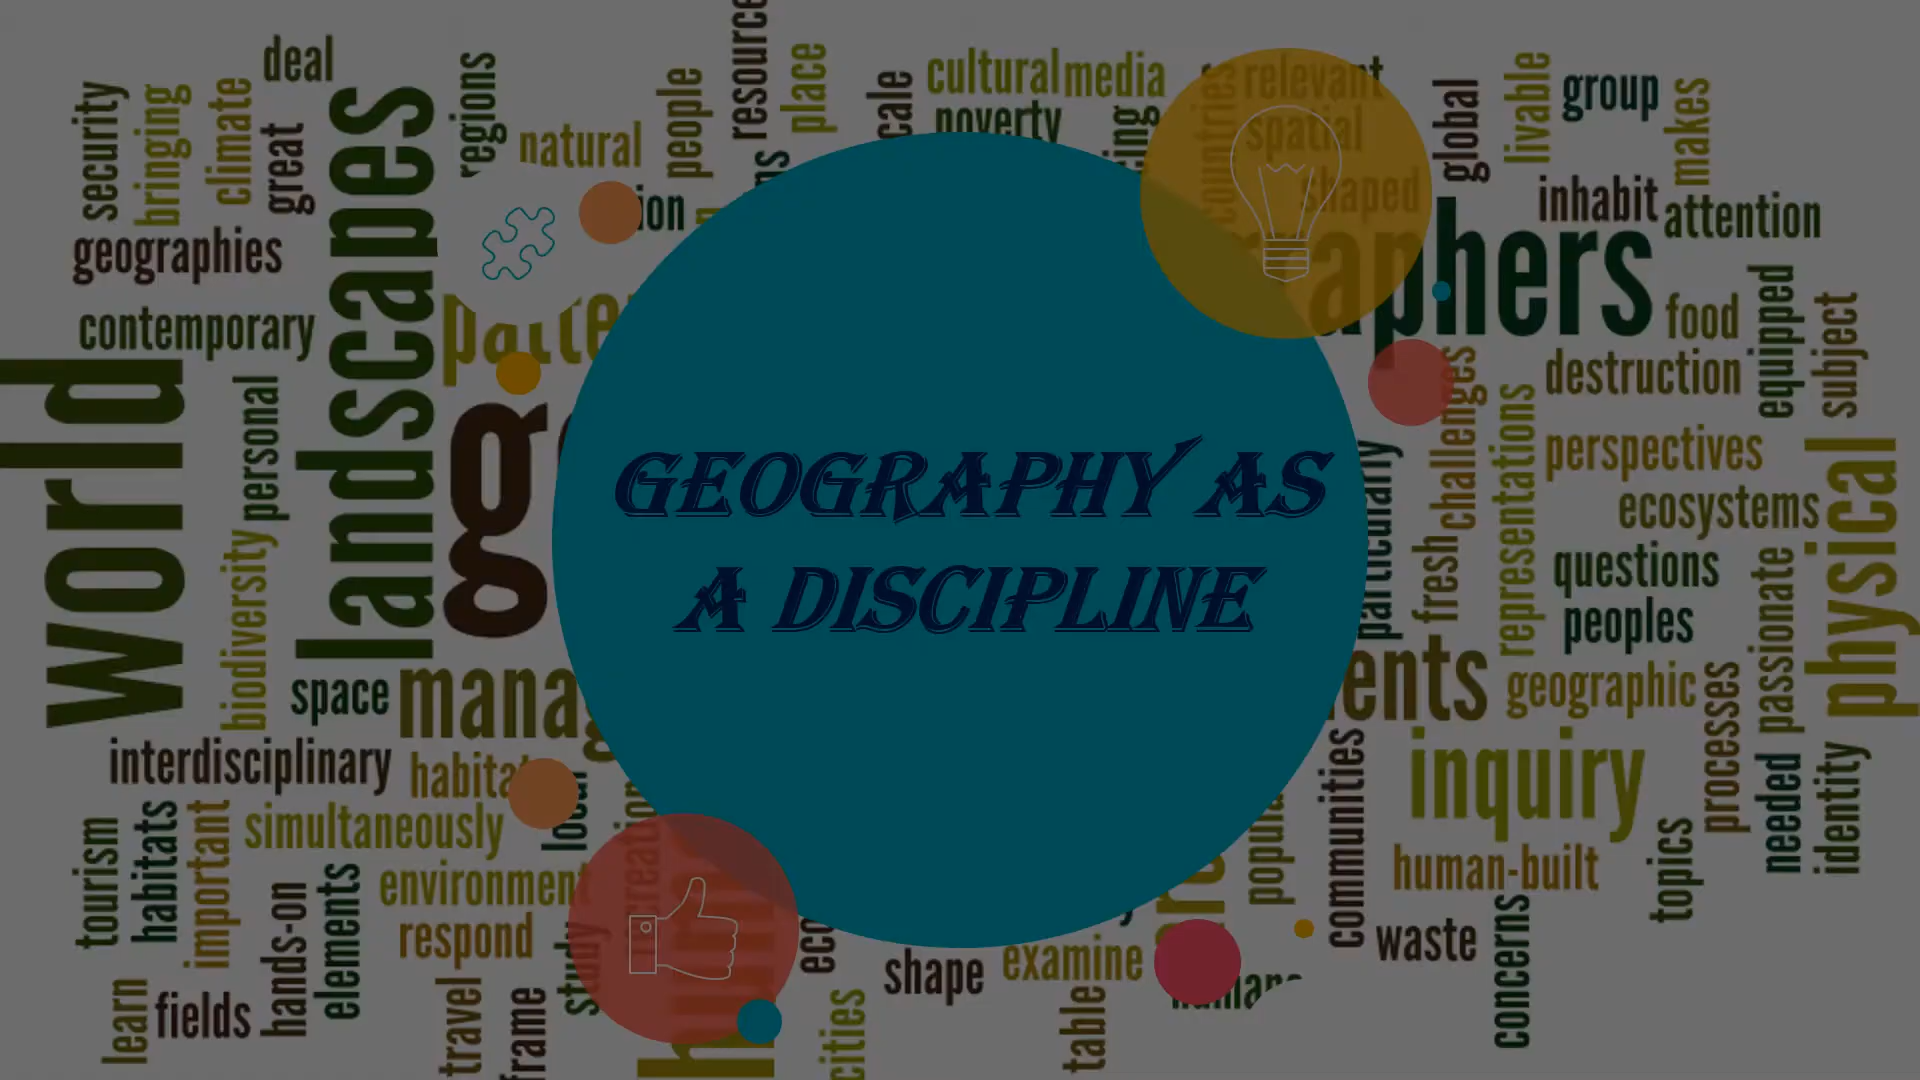 deal
security
bringing
climate
great
regions
natural
people
resource
place
cultural
media
poverty
countries
relevant
spatial
shaped
global
livable
group
makes
inhabit
attention
geographies
contemporary
landscapes
world
personal
biodiversity
space
interdisciplinary
simultaneously
environment
respond
tourism
habitats
important
hands-on
elements
study
learn
fields
travel
frame
GEOGRAPHY AS
A DISCIPLINE
food
equipped
subject
destruction
challenges
perspectives
representations
particularly
ecosystems
fresh
questions
peoples
passionate
physical
geographic
processes
inquiry
communities
needed
identity
human-built
topics
waste
concerns
shape
examine
table
cities